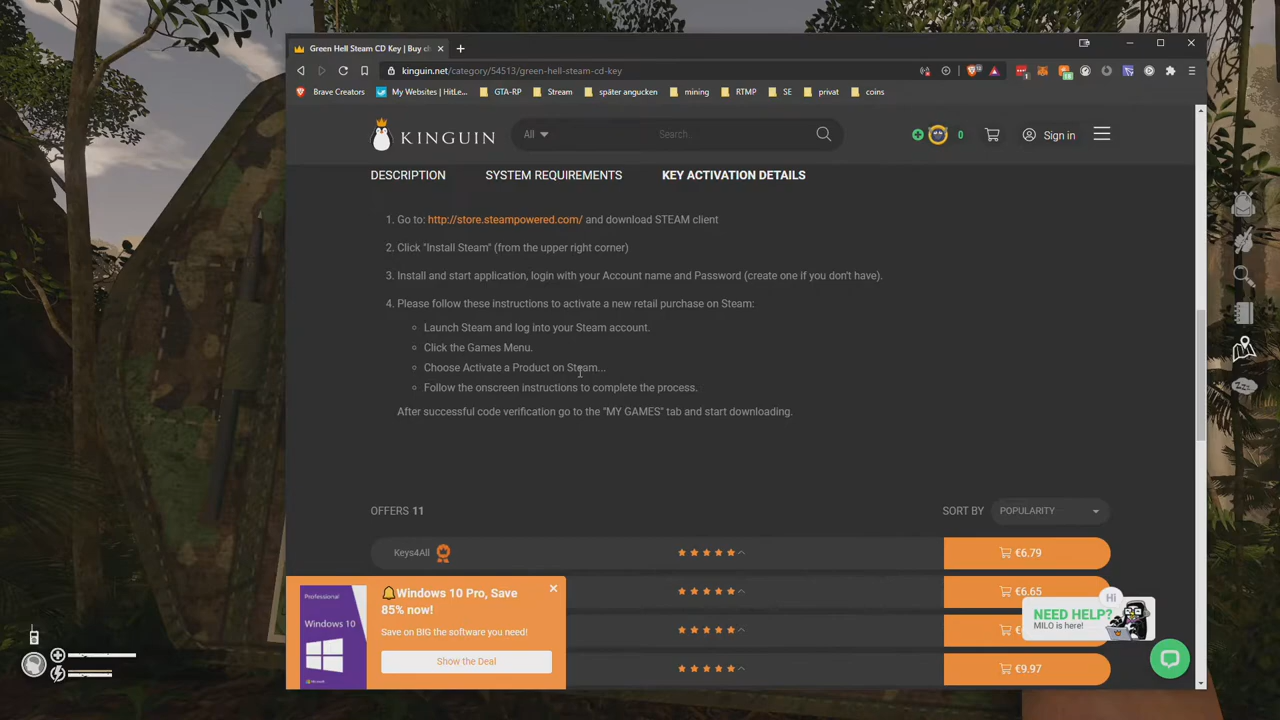 Green Hell Steam CD Key | Buy c
kinguin.net/category/54513/green-hell-steam-cd-key
Brave Creators
My Websites | HitLe...
GTA-RP
Stream
später angucken
mining
RTMP
SE
privat
coins
KINGUIN
All
Search...
0
Sign in
DESCRIPTION
SYSTEM REQUIREMENTS
KEY ACTIVATION DETAILS
1. Go to: http://store.steampowered.com/ and download STEAM client
2. Click "Install Steam" (from the upper right corner)
3. Install and start application, login with your Account name and Password (create one if you don't have).
4. Please follow these instructions to activate a new retail purchase on Steam:
Launch Steam and log into your Steam account.
Click the Games Menu.
Choose Activate a Product on Steam...
Follow the onscreen instructions to complete the process.
After successful code verification go to the "MY GAMES" tab and start downloading.
OFFERS 11
SORT BY
POPULARITY
Keys4All
€6.79
€6.65
€9.97
Professional
Windows 10
Windows 10 Pro, Save
85% now!
Save on BIG the software you need!
Show the Deal
Hi
NEED HELP?
MILO is here!